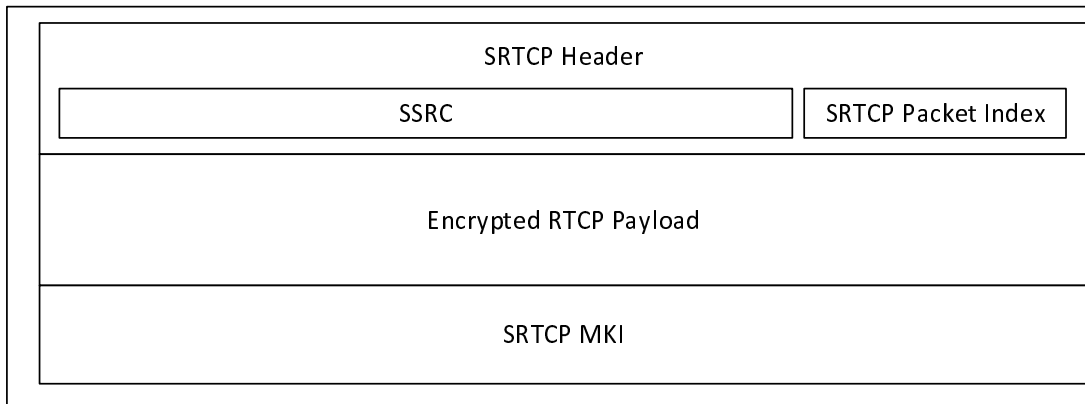 SRTCP Header
SSRC
SRTCP Packet Index
Encrypted RTCP Payload
SRTCP MKI